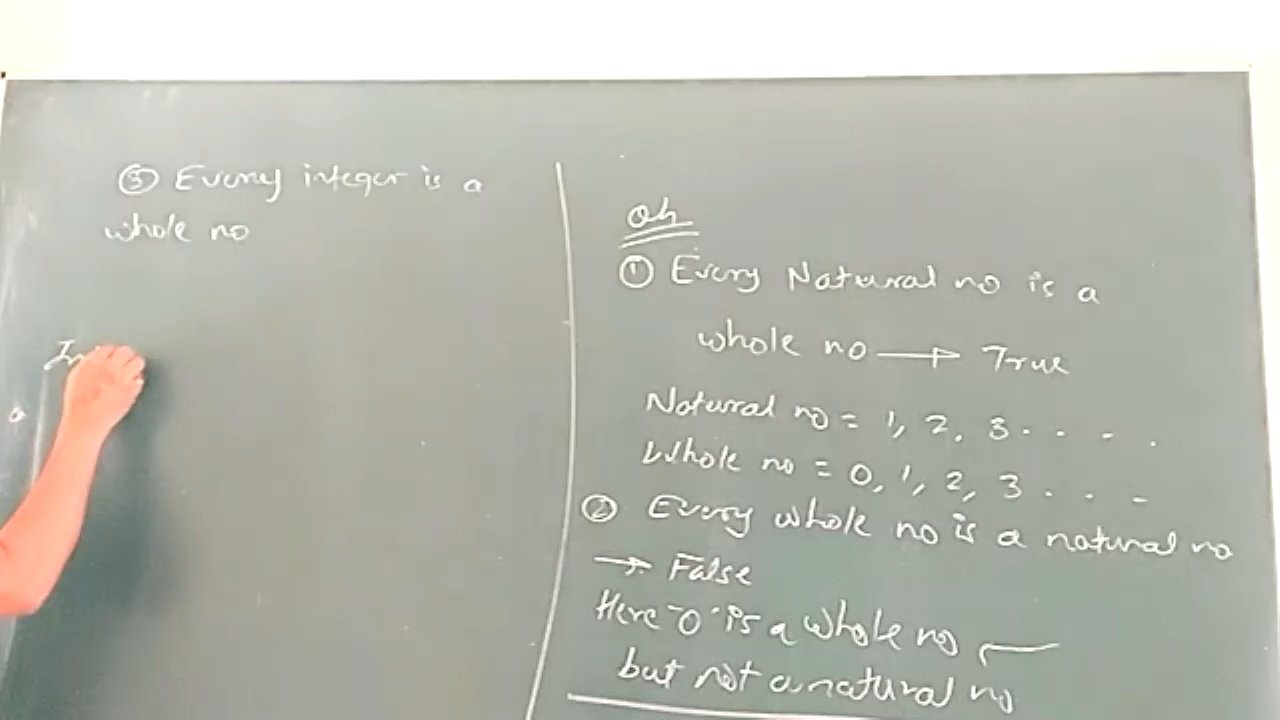 ③ Every integer is a
whole no
Qh
① Every Natural no is a
whole no → True
Natural no = 1, 2, 3 . . . .
Whole no = 0, 1, 2, 3 . . .
② Every whole no is a natural no
→ False
Here "0" is a whole no
but not a natural no